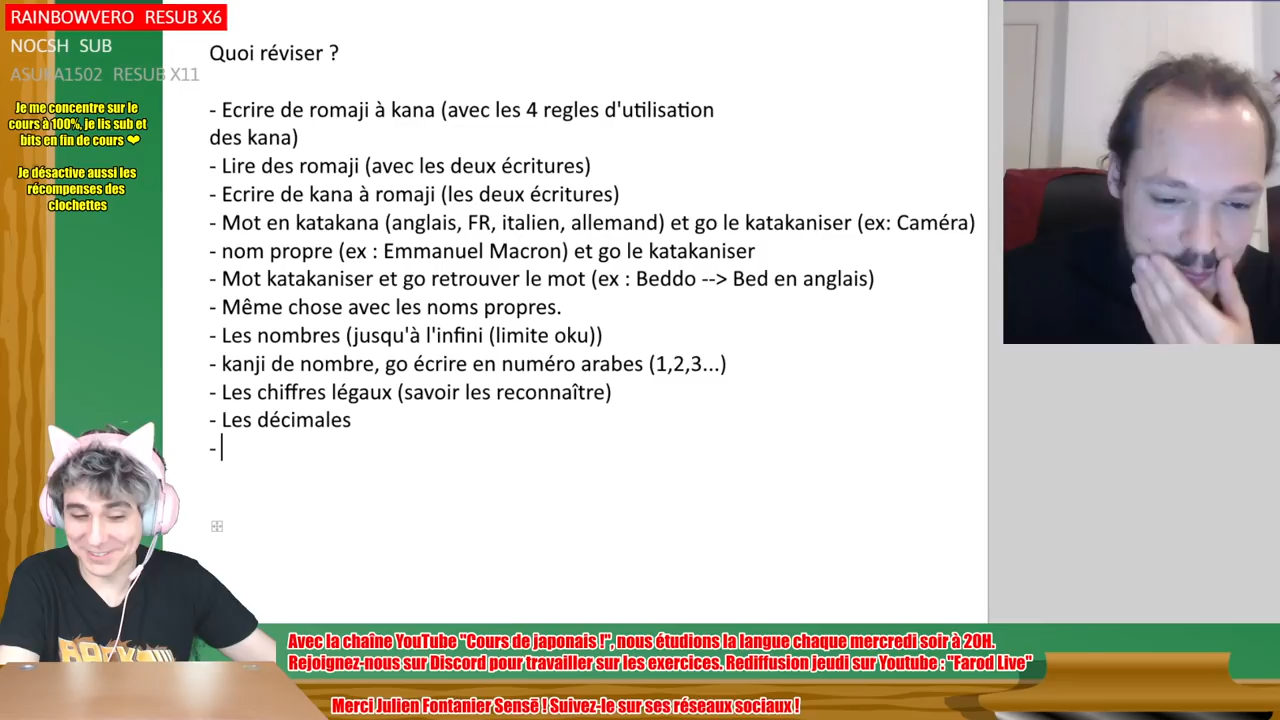 RAINBOWVERO RESUB X6
NOCSH SUB
ASUKA1502 RESUB X11
Je me concentre sur le
cours à 100%, je lis sub et
bits en fin de cours ❤
Je désactive aussi les
récompenses des
clochettes
Quoi réviser ?
- Ecrire de romaji à kana (avec les 4 regles d'utilisation
des kana)
- Lire des romaji (avec les deux écritures)
- Ecrire de kana à romaji (les deux écritures)
- Mot en katakana (anglais, FR, italien, allemand) et go le katakaniser (ex: Caméra)
- nom propre (ex : Emmanuel Macron) et go le katakaniser
- Mot katakaniser et go retrouver le mot (ex : Beddo --> Bed en anglais)
- Même chose avec les noms propres.
- Les nombres (jusqu'à l'infini (limite oku))
- kanji de nombre, go écrire en numéro arabes (1,2,3...)
- Les chiffres légaux (savoir les reconnaître)
- Les décimales
-
Avec la chaîne YouTube "Cours de japonais !", nous étudions la langue chaque mercredi soir à 20H.
Rejoignez-nous sur Discord pour travailler sur les exercices. Rediffusion jeudi sur Youtube : "Farod Live"
Merci Julien Fontanier Sensē ! Suivez-le sur ses réseaux sociaux !